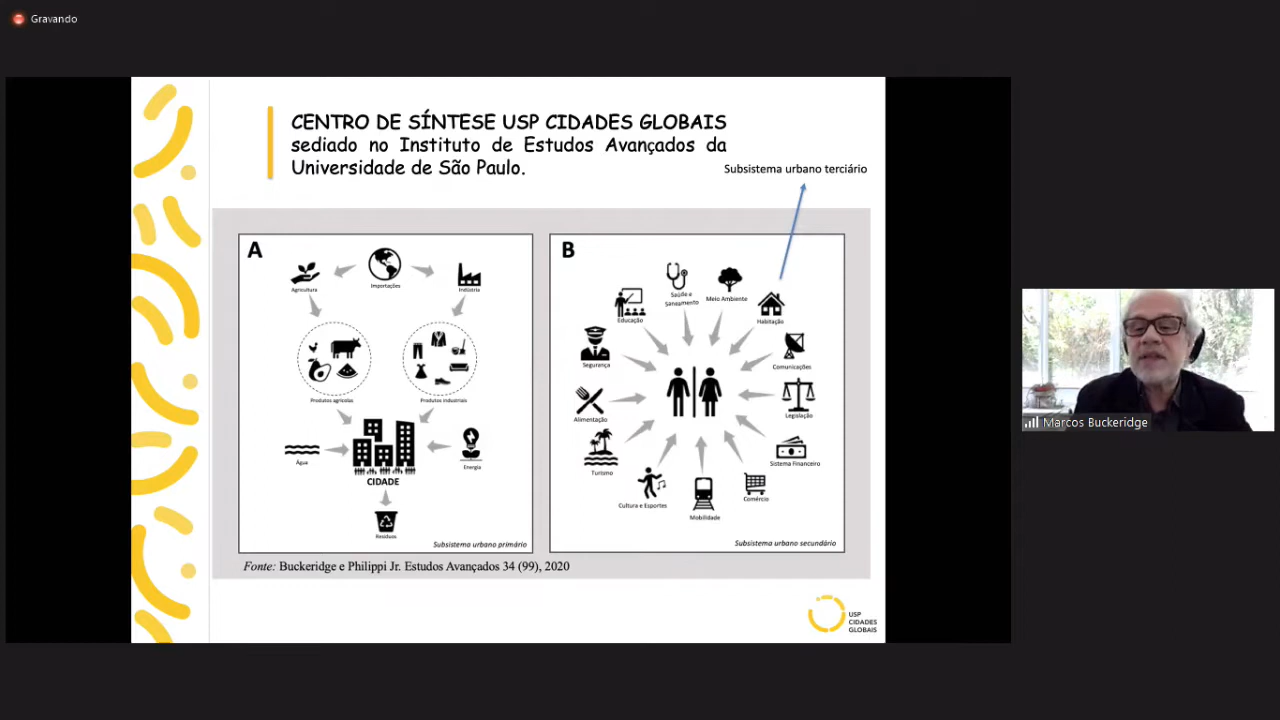 Gravando
CENTRO DE SÍNTESE USP CIDADES GLOBAIS
sediado no Instituto de Estudos Avançados da
Universidade de São Paulo.
Subsistema urbano terciário
A
Agricultura
Importações
Indústria
Produtos agrícolas
Produtos industriais
Água
CIDADE
Energia
Resíduos
Subsistema urbano primário
B
Educação
Saúde e
Saneamento
Meio Ambiente
Habitação
Segurança
Comunicações
Alimentação
Legislação
Turismo
Sistema Financeiro
Cultura e Esportes
Mobilidade
Comércio
Subsistema urbano secundário
Fonte: Buckeridge e Philippi Jr. Estudos Avançados 34 (99), 2020
USP
CIDADES
GLOBAIS
Marcos Buckeridge